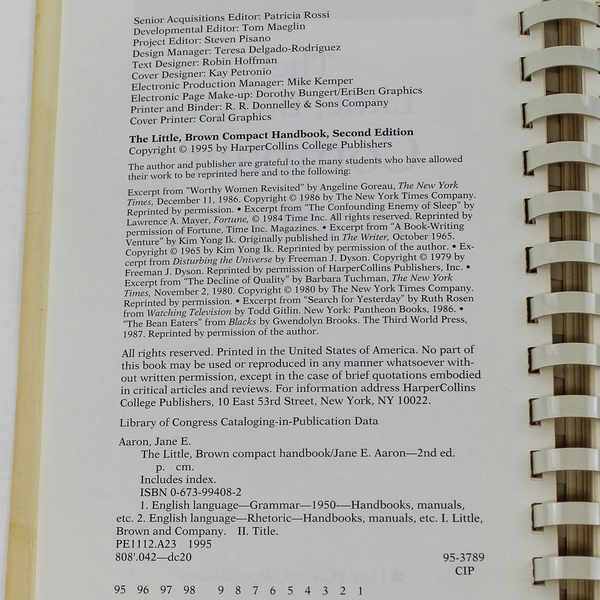 Senior Acquisitions Editor: Patricia Rossi
Developmental Editor: Tom Maeglin
Project Editor: Steven Pisano
Design Manager: Teresa Delgado-Rodriguez
Text Designer: Robin Hoffman
Cover Designer: Kay Petronio
Electronic Production Manager: Mike Kemper
Electronic Page Make-up: Dorothy Bungert/EriBen Graphics
Printer and Binder: R. R. Donnelley & Sons Company
Cover Printer: Coral Graphics
The Little, Brown Compact Handbook, Second Edition
Copyright © 1995 by HarperCollins College Publishers
The author and publisher are grateful to the many students who have allowed
their work to be reprinted here and to the following:
Excerpt from “Worthy Women Revisited” by Angeline Goreau, The New York
Times, December 11, 1986. Copyright © 1986 by The New York Times Company.
Reprinted by permission. • Excerpt from “The Confounding Enemy of Sleep” by
Lawrence A. Mayer, Fortune, © 1984 Time Inc. All rights reserved. Reprinted by
permission of Fortune, Time Inc. Magazines. • Excerpt from “A Book-Writing
Venture” by Kim Yong Ik. Originally published in The Writer, October 1965.
Copyright © 1965 by Kim Yong Ik. Reprinted by permission of the author. • Ex-
cerpt from Disturbing the Universe by Freeman J. Dyson. Copyright © 1979 by
Freeman J. Dyson. Reprinted by permission of HarperCollins Publishers, Inc. •
Excerpt from “The Decline of Quality” by Barbara Tuchman, The New York
Times, November 2, 1980. Copyright © 1980 by The New York Times Company.
Reprinted by permission. • Excerpt from “Search for Yesterday” by Ruth Rosen
from Watching Television by Todd Gitlin. New York: Pantheon Books, 1986. •
“The Bean Eaters” from Blacks by Gwendolyn Brooks. The Third World Press,
1987. Reprinted by permission of the author.
All rights reserved. Printed in the United States of America. No part of
this book may be used or reproduced in any manner whatsoever with-
out written permission, except in the case of brief quotations embodied
in critical articles and reviews. For information address HarperCollins
College Publishers, 10 East 53rd Street, New York, NY 10022.
Library of Congress Cataloging-in-Publication Data
Aaron, Jane E.
The Little, Brown compact handbook/Jane E. Aaron—2nd ed.
p. cm.
Includes index.
ISBN 0-673-99408-2
1. English language—Grammar—1950-—Handbooks, manuals,
etc. 2. English language—Rhetoric—Handbooks, manuals, etc. I. Little,
Brown and Company. II. Title.
PE1112.A23 1995
808'.042—dc20 95-3789
CIP
95 96 97 98 9 8 7 6 5 4 3 2 1